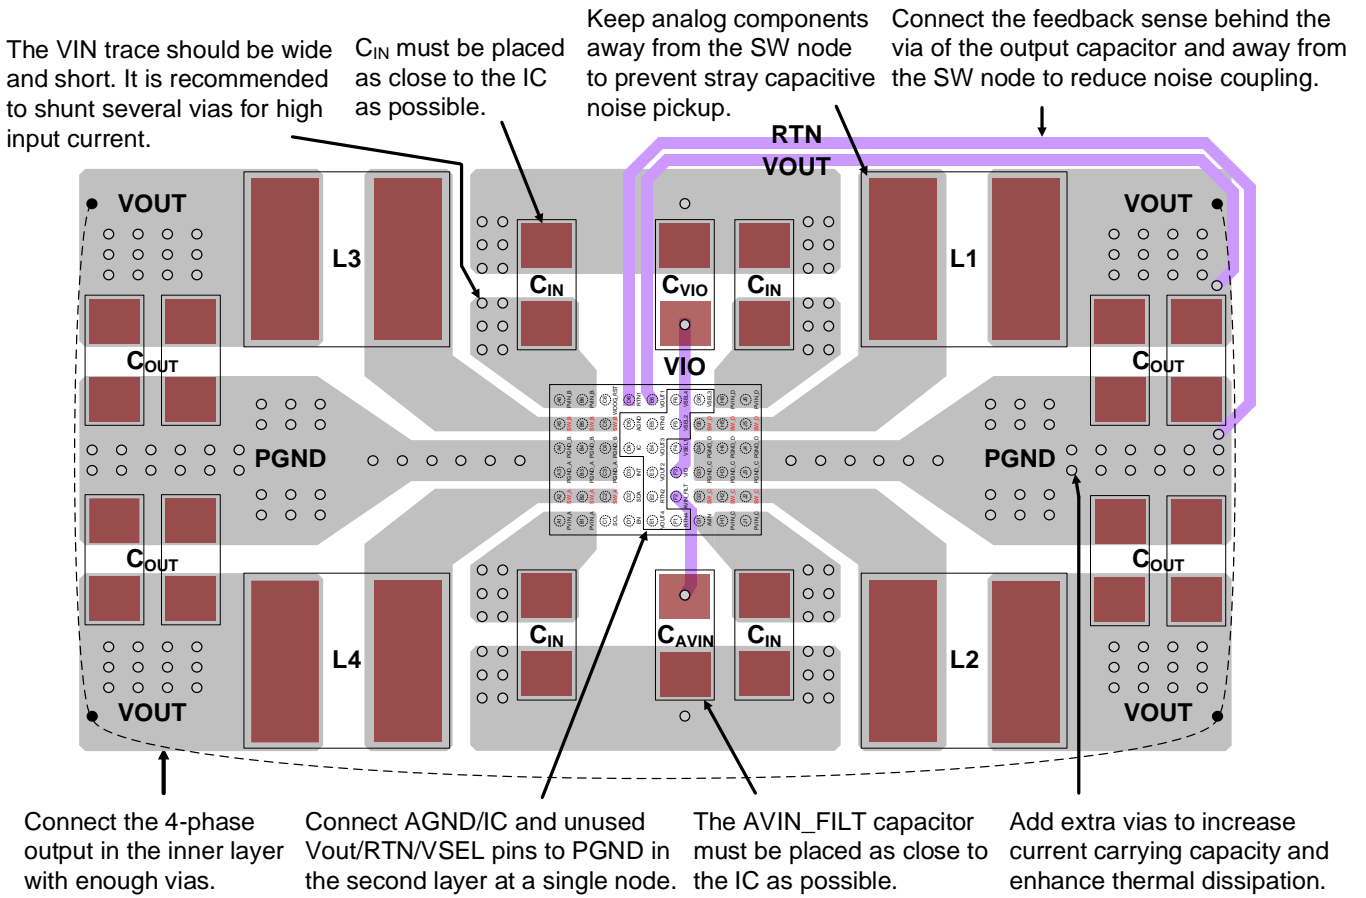 The VIN trace should be wide
and short. It is recommended
to shunt several vias for high
input current.
CIN must be placed
as close to the IC
as possible.
Keep analog components
away from the SW node
to prevent stray capacitive
noise pickup.
Connect the feedback sense behind the
via of the output capacitor and away from
the SW node to reduce noise coupling.
RTN
VOUT
VOUT
VOUT
L3
CIN
CVIO
CIN
L1
COUT
VIO
COUT
PGND
PGND
COUT
COUT
L4
CIN
CAVIN
CIN
L2
VOUT
VOUT
Connect the 4-phase
output in the inner layer
with enough vias.
Connect AGND/IC and unused
Vout/RTN/VSEL pins to PGND in
the second layer at a single node.
The AVIN_FILT capacitor
must be placed as close to
the IC as possible.
Add extra vias to increase
current carrying capacity and
enhance thermal dissipation.